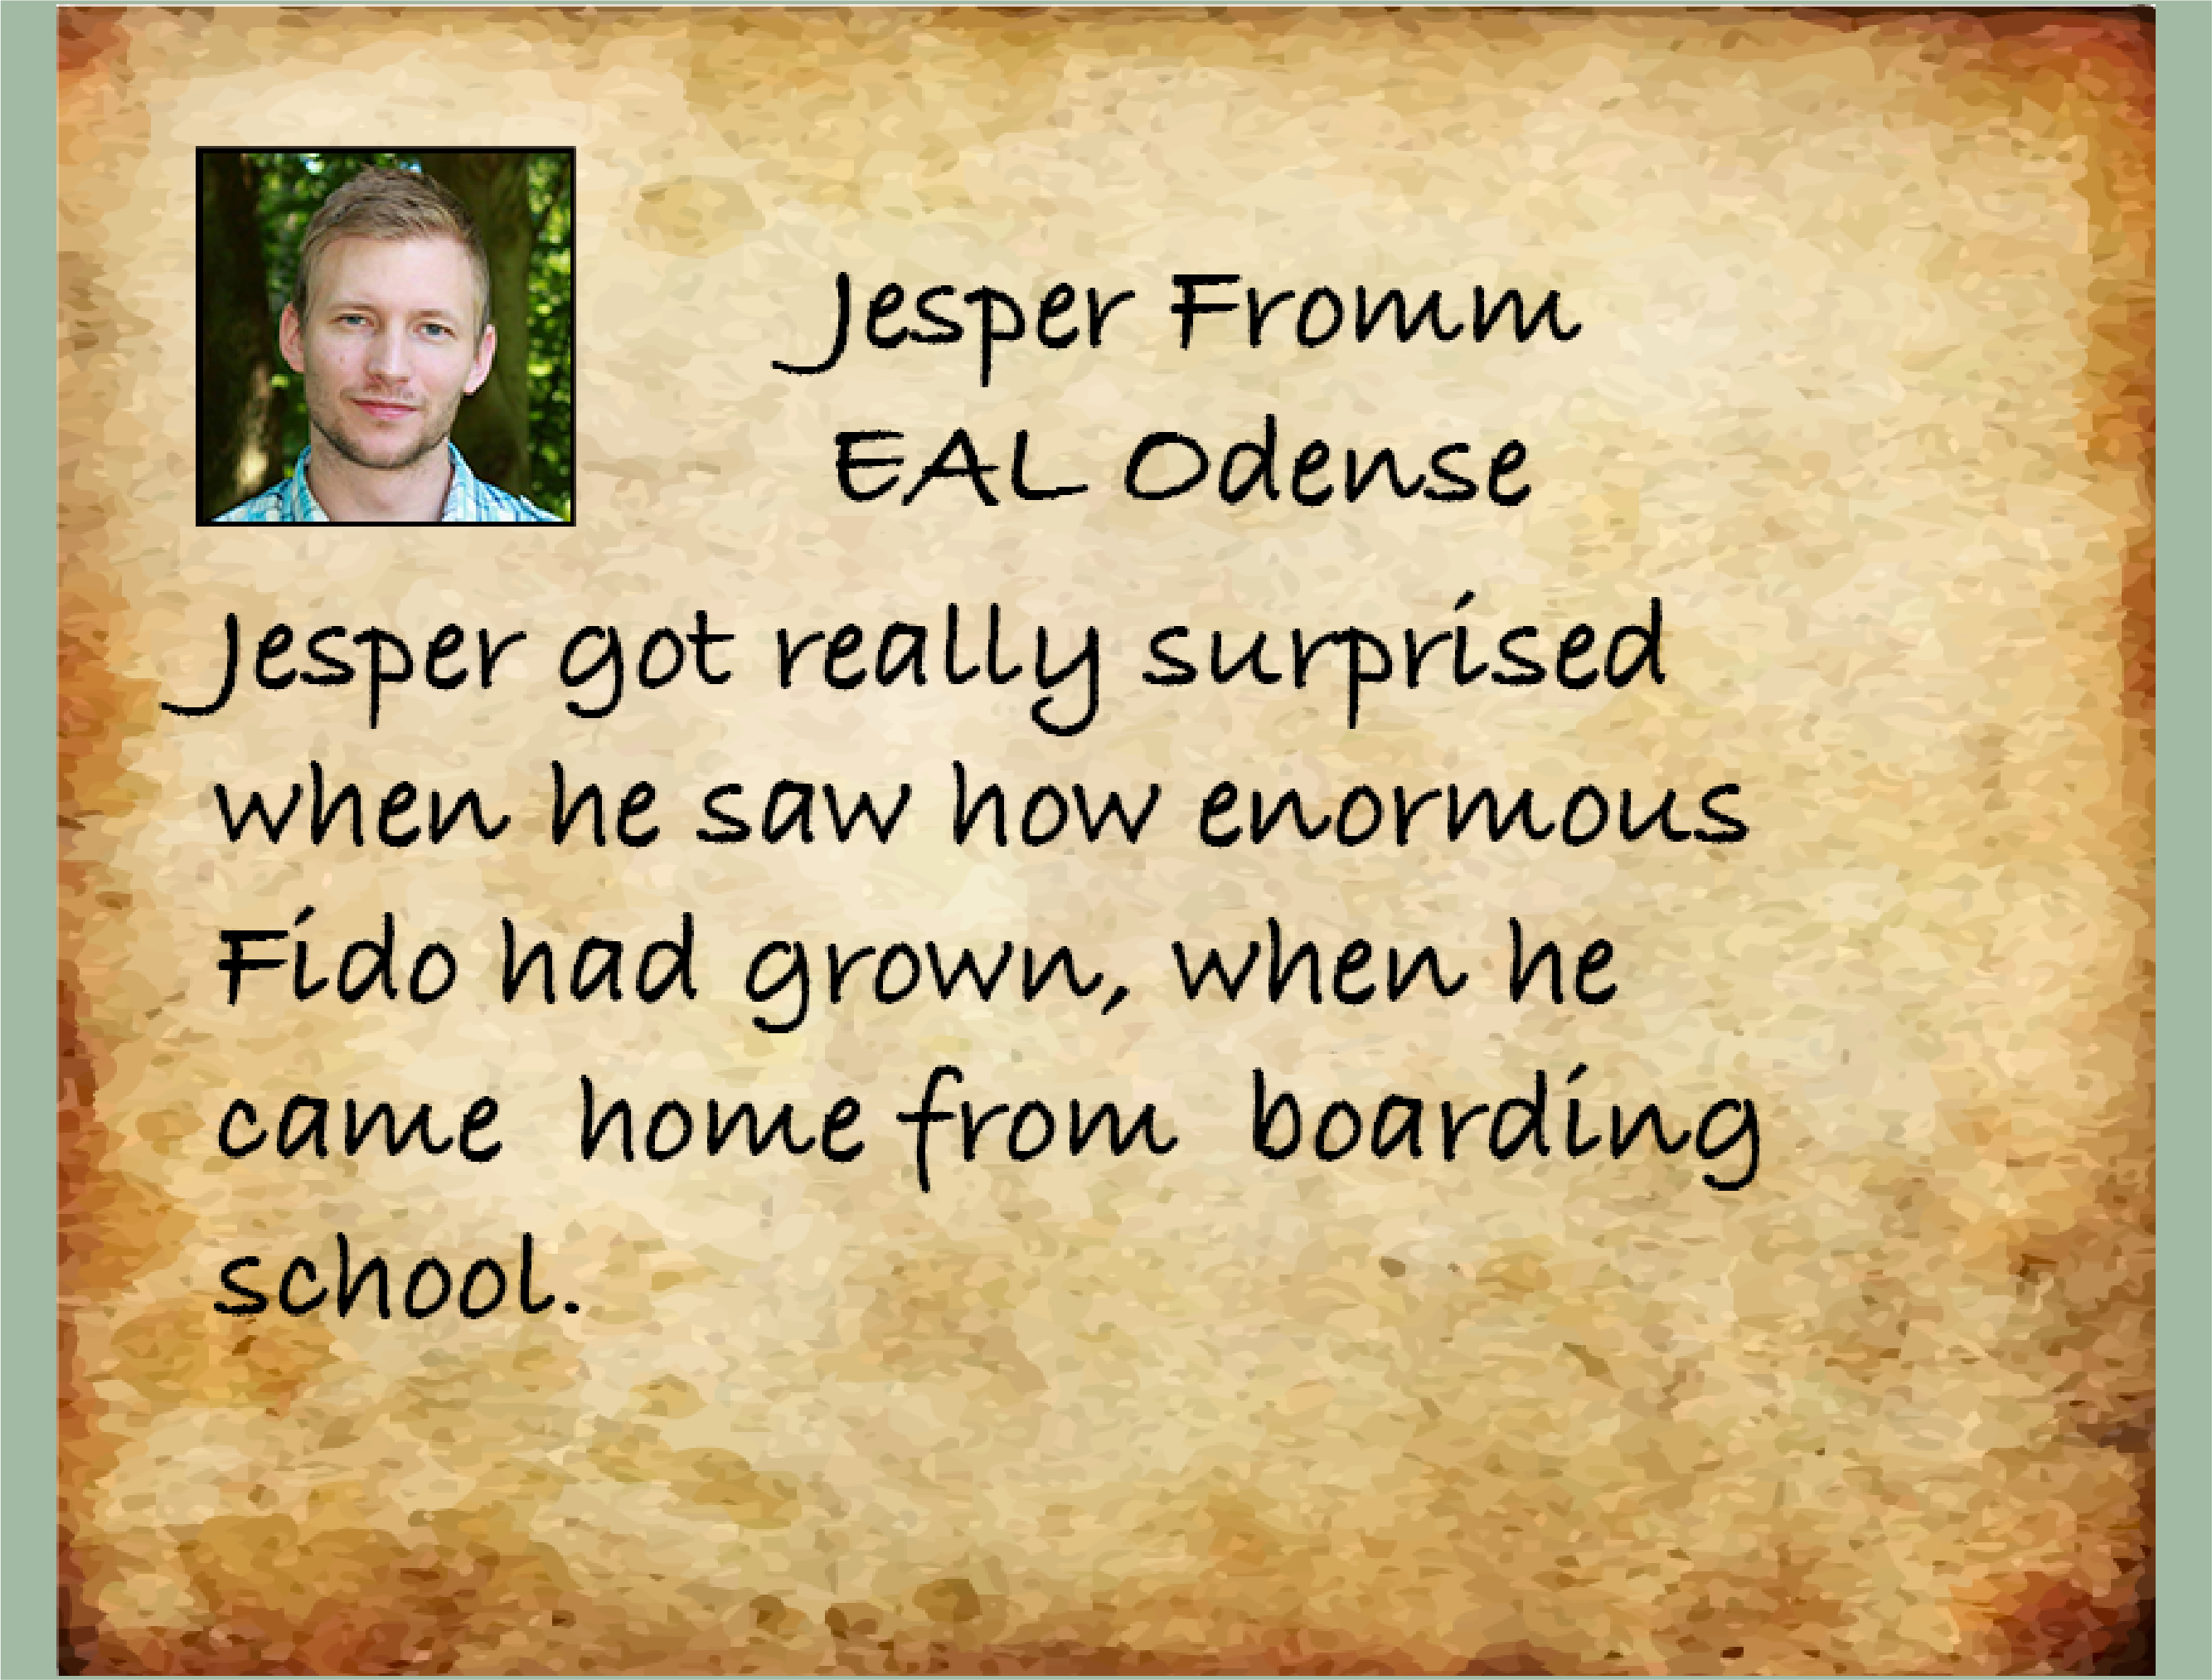 Jesper Fromm
EAL Odense
Jesper got really surprised
when he saw how enormous
Fido had grown, when he
came home from boarding
school.